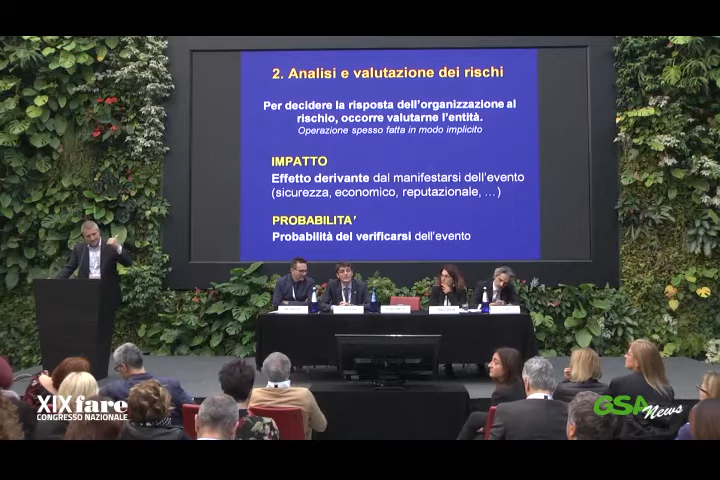 2. Analisi e valutazione dei rischi
Per decidere la risposta dell'organizzazione al
rischio, occorre valutarne l'entità.
Operazione spesso fatta in modo implicito
IMPATTO
Effetto derivante dal manifestarsi dell'evento
(sicurezza, economico, reputazionale, …)
PROBABILITA'
Probabilità del verificarsi dell'evento
XIX fare
CONGRESSO NAZIONALE
GSA News